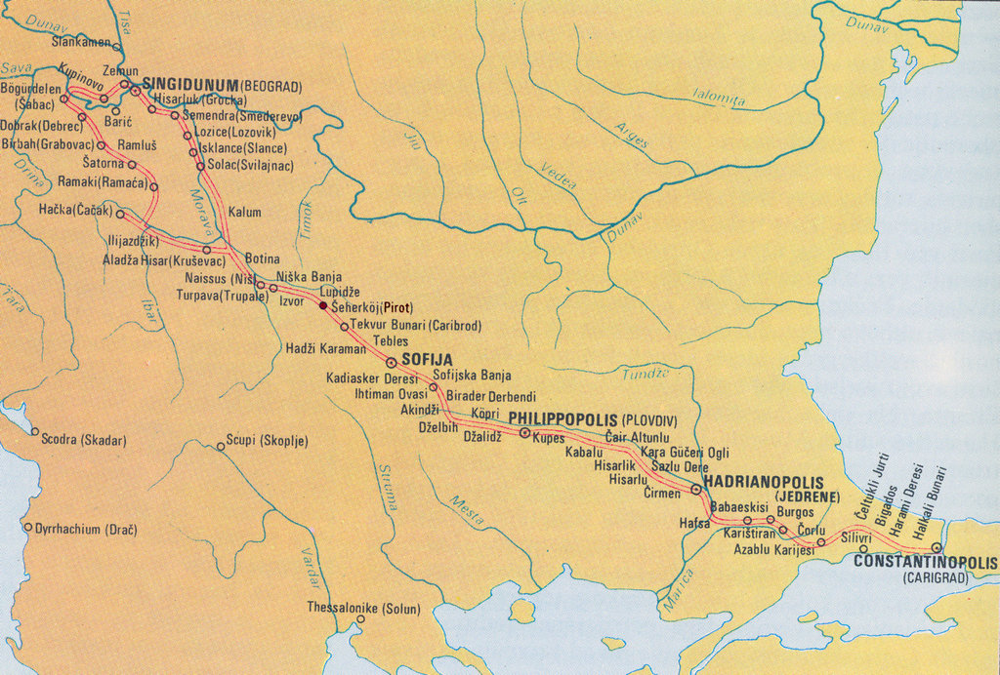 Dunav
Tisa
Slankamen
Dunav
Sava
Kupinovo
Zemun
SINGIDUNUM (BEOGRAD)
Bögürdelen
(Šabac)
Hisarluk (Grocka)
Barić
Semendra (Smederevo)
Dobrak (Debrec)
Lozice (Lozovik)
Birbah (Grabovac)
Ramluš
Isklance (Slance)
Šatorna
Solac (Svilajnac)
Drina
Ramaki (Ramaća)
Hačka (Čačak)
Morava
Kalum
Timok
Jiu
Olt
Vedea
Argeș
Ialomița
Dunav
Ilijazdžik)
Aladža Hisar (Kruševac)
Botina
Naissus (Niš)
Niška Banja
Turpava (Trupale)
Izvor
Lupidže
Šeherköj (Pirot)
Tara
Ibar
Tekvur Bunari (Caribrod)
Hadži Karaman
Tebles
SOFIJA
Kadiasker Deresi
Sofijska Banja
Ihtiman Ovasi
Birader Derbendi
Akindži
Köpri
Dželbih
Džalidž
PHILIPPOPOLIS (PLOVDIV)
Kupes
Tundže
Čair Altunlu
Kabalu
Kara Güčeri Ogli
Hisarlik
Sazlu Dere
Hisarlu
Čirmen
HADRIANOPOLIS
(JEDRENE)
Scodra (Skadar)
Scupi (Skoplje)
Struma
Mesta
Hafsa
Babaeskisi
Burgos
Karištiran
Čorlu
Azablu Karijesi
Silivri
Čeltukli Jurti
Bigados
Harami Deresi
Halkali Bunari
CONSTANTINOPOLIS
(CARIGRAD)
Dyrrhachium (Drač)
Vardar
Marica
Thessalonike (Solun)